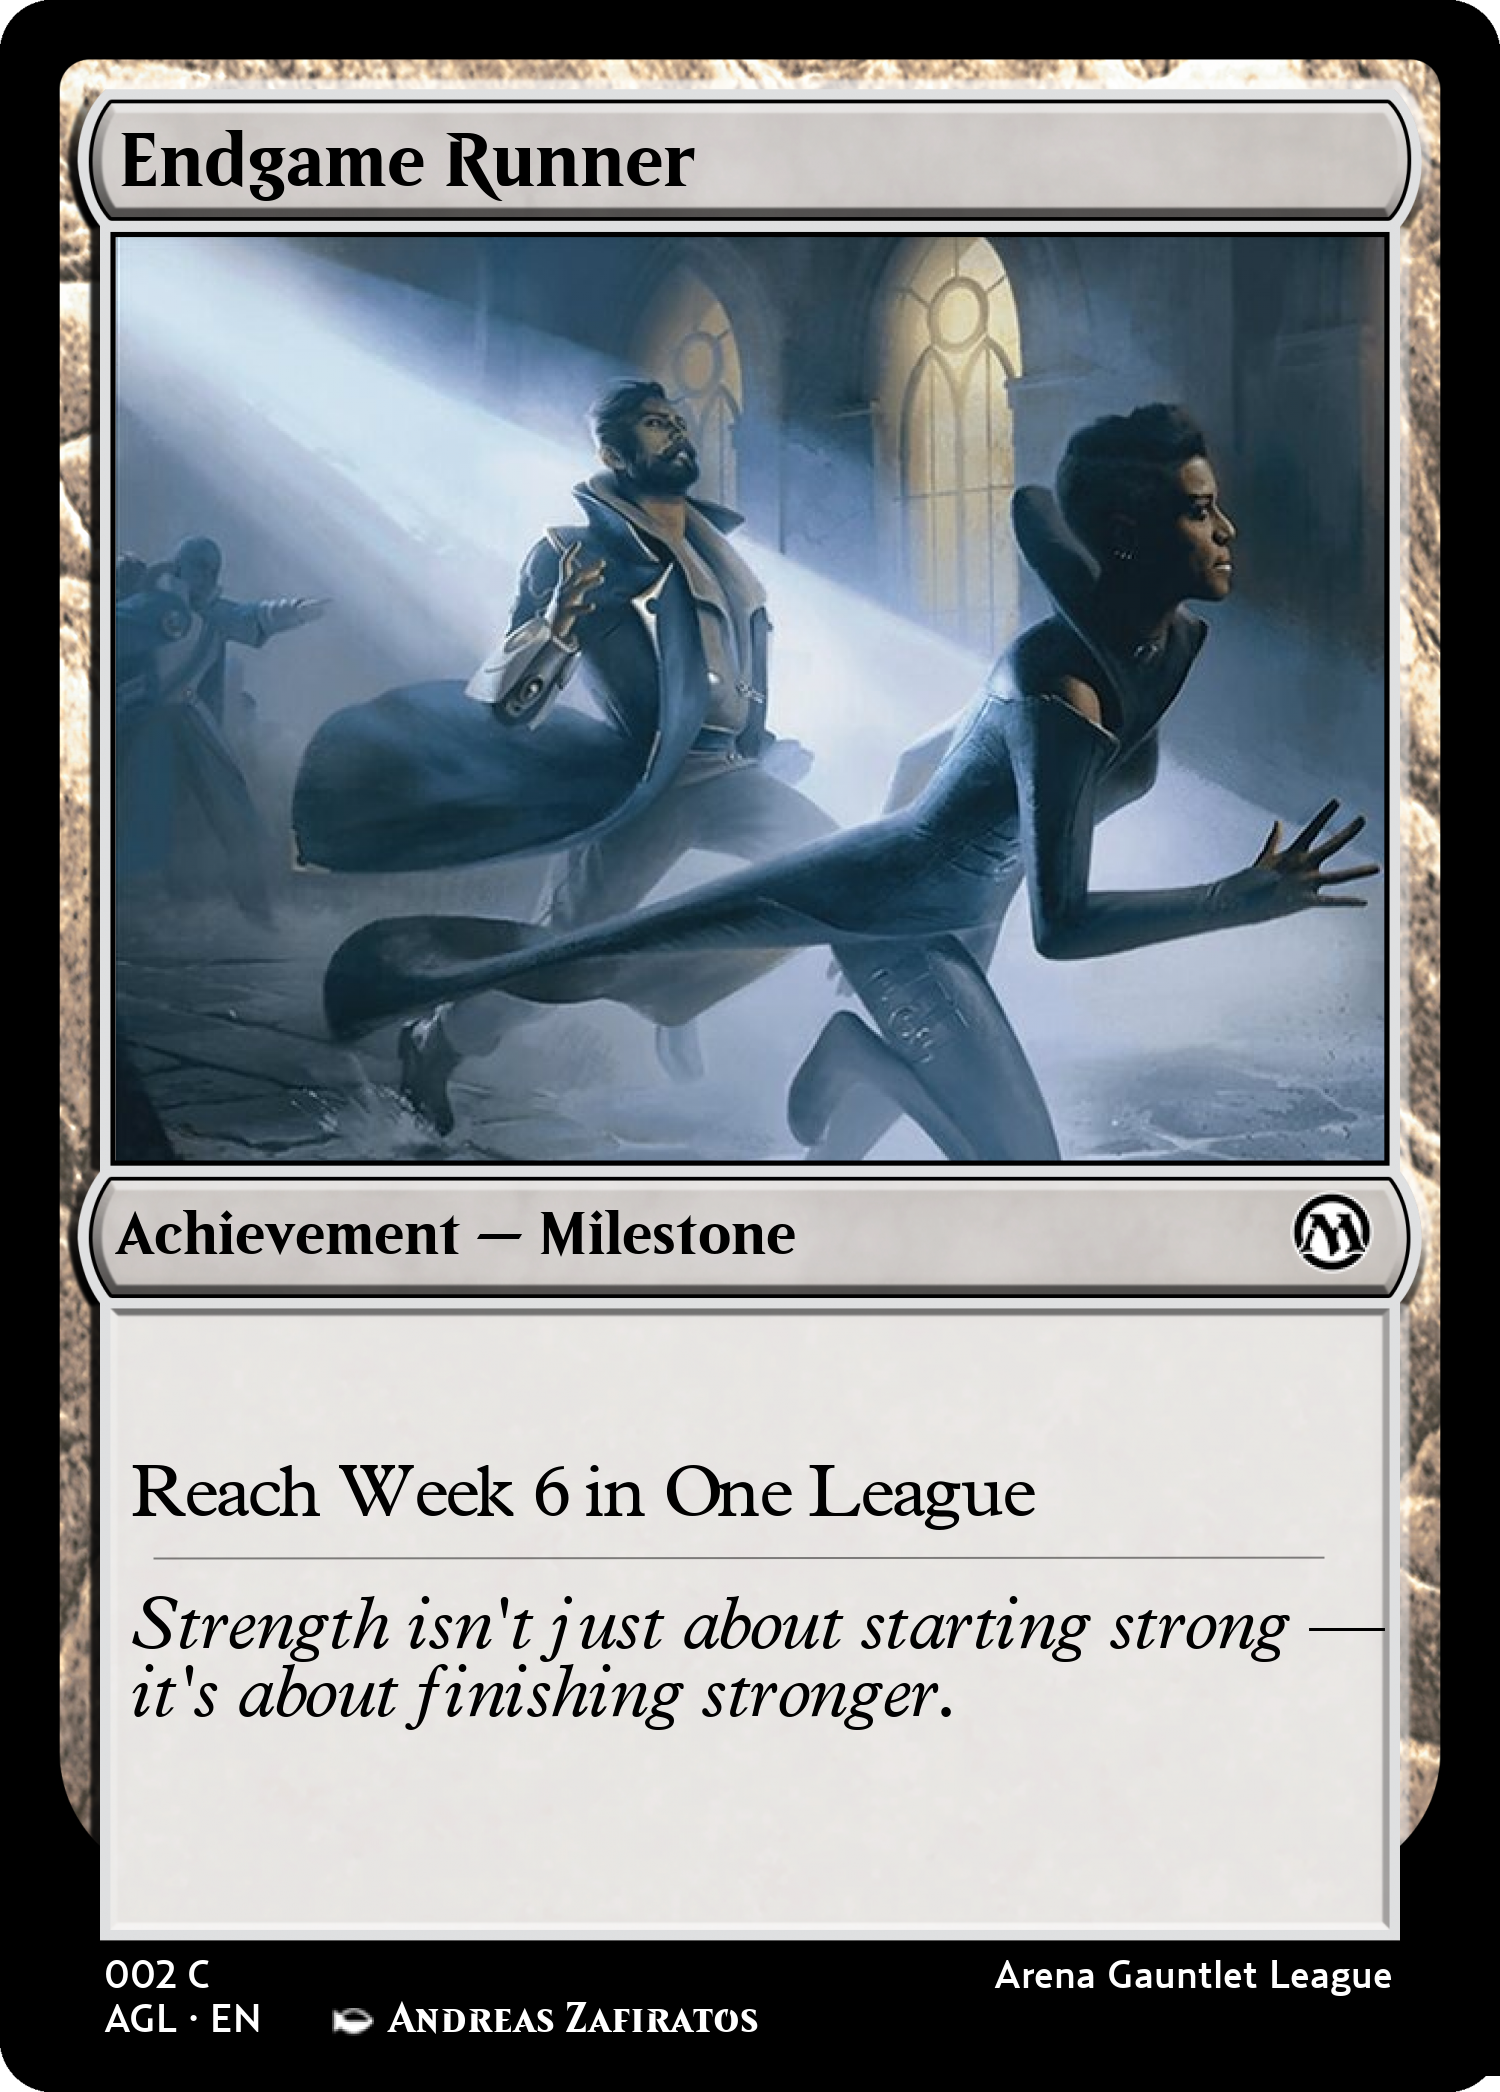 Endgame Runner
Achievement — Milestone
M
Reach Week 6 in One League
Strength isn't just about starting strong —
it's about finishing stronger.
002 C
Arena Gauntlet League
AGL · EN
Andreas Zafiratos